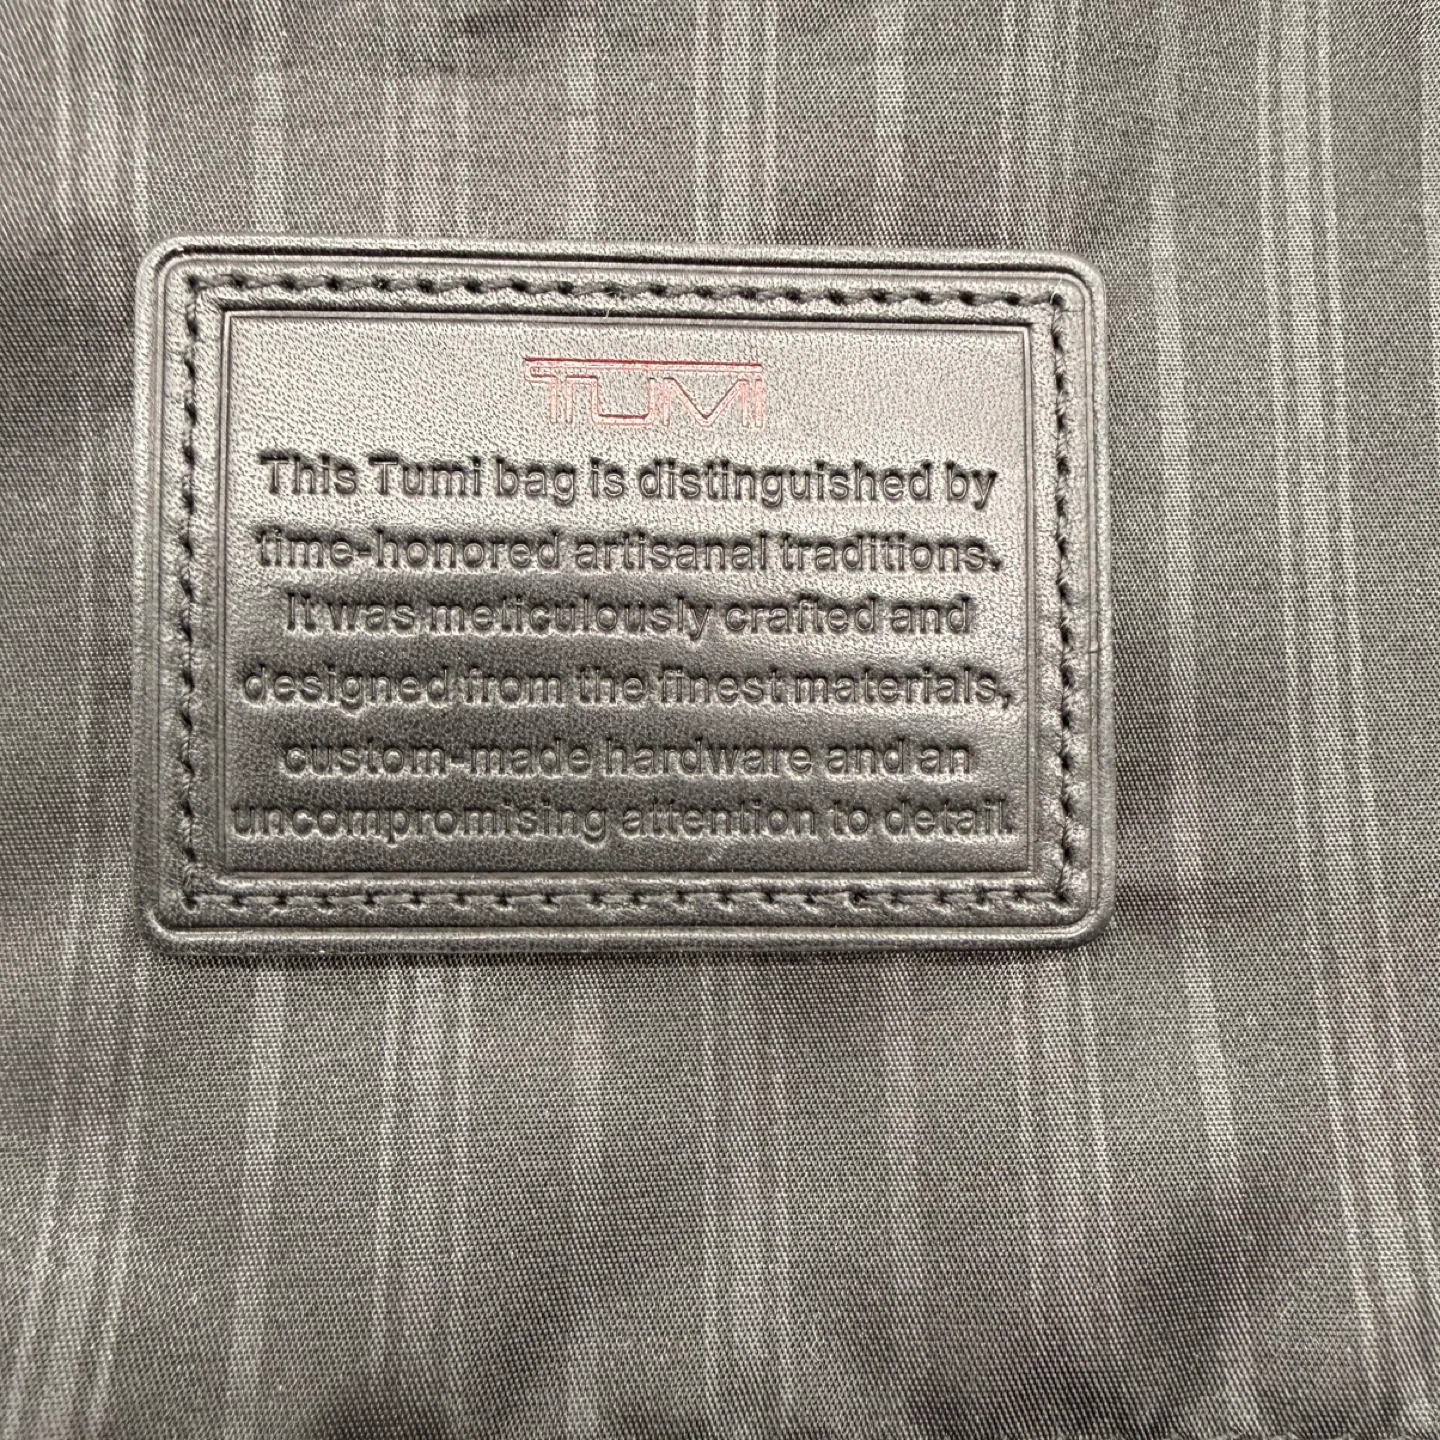 TUMI
This Tumi bag is distinguished by
time-honored artisanal traditions.
It was meticulously crafted and
designed from the finest materials,
custom-made hardware and an
uncompromising attention to detail.